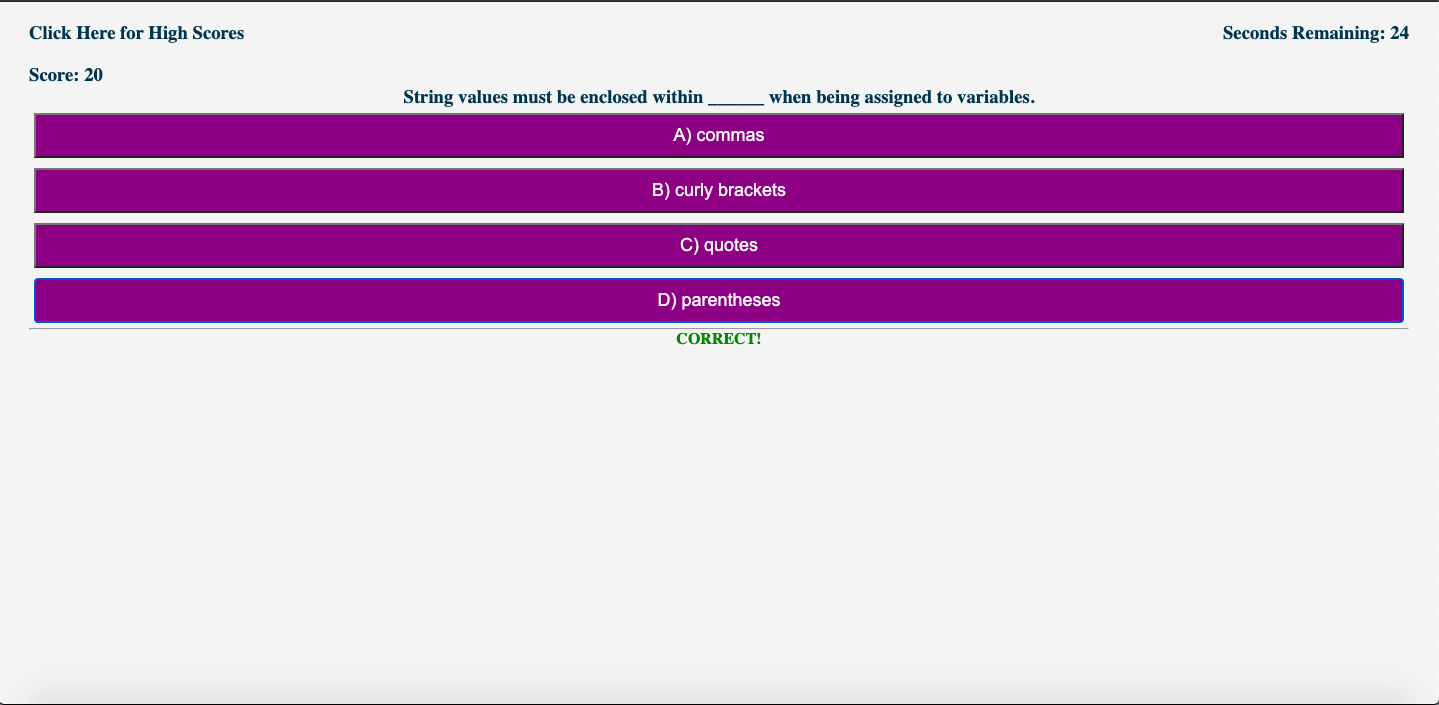 Click Here for High Scores
Seconds Remaining: 24
Score: 20
String values must be enclosed within ______ when being assigned to variables.
A) commas
B) curly brackets
C) quotes
D) parentheses
CORRECT!